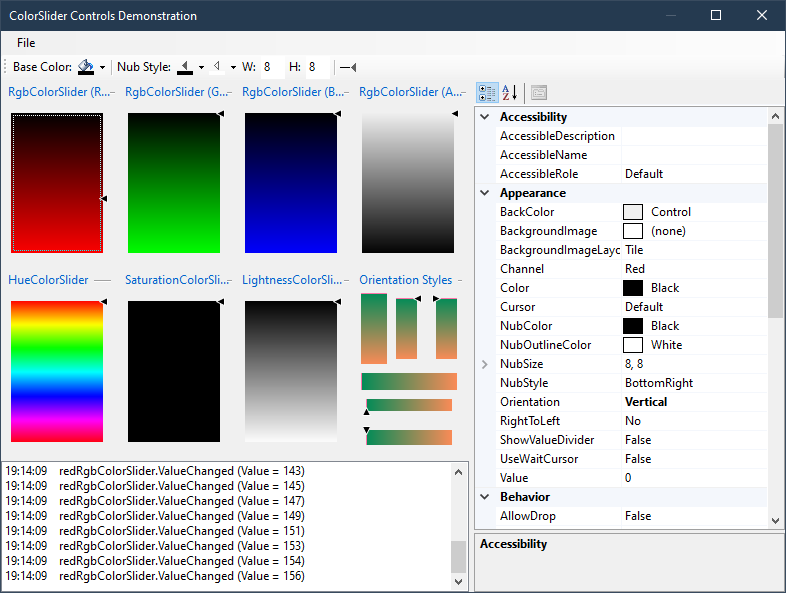 ColorSlider Controls Demonstration
File
Base Color: Nub Style: W: 8 H: 8
RgbColorSlider (R... RgbColorSlider (G... RgbColorSlider (B... RgbColorSlider (A...
HueColorSlider SaturationColorSli... LightnessColorSli... Orientation Styles
19:14:09 redRgbColorSlider.ValueChanged (Value = 143)
19:14:09 redRgbColorSlider.ValueChanged (Value = 145)
19:14:09 redRgbColorSlider.ValueChanged (Value = 147)
19:14:09 redRgbColorSlider.ValueChanged (Value = 149)
19:14:09 redRgbColorSlider.ValueChanged (Value = 151)
19:14:09 redRgbColorSlider.ValueChanged (Value = 153)
19:14:09 redRgbColorSlider.ValueChanged (Value = 154)
19:14:09 redRgbColorSlider.ValueChanged (Value = 156)
A
Z
Accessibility
AccessibleDescription
AccessibleName
AccessibleRole Default
Appearance
BackColor Control
BackgroundImage (none)
BackgroundImageLayo Tile
Channel Red
Color Black
Cursor Default
NubColor Black
NubOutlineColor White
NubSize 8, 8
NubStyle BottomRight
Orientation Vertical
RightToLeft No
ShowValueDivider False
UseWaitCursor False
Value 0
Behavior
AllowDrop False
Accessibility